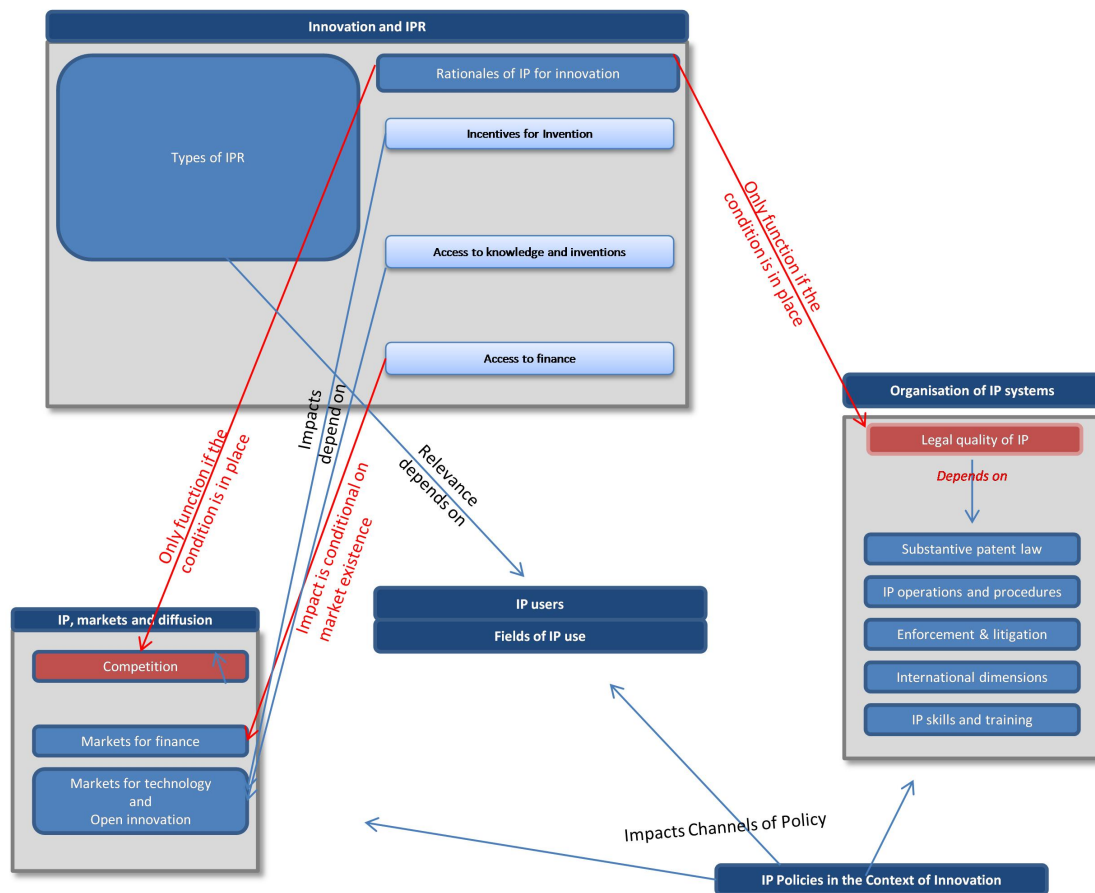 Innovation and IPR
Types of IPR
Rationales of IP for innovation
Incentives for Invention
Access to knowledge and inventions
Access to finance
Only function if the
condition is in place
Only function if the
condition is in place
Impacts
depend on
Impact is conditional on
market existence
Relevance
depends on
Organisation of IP systems
Legal quality of IP
Depends on
Substantive patent law
IP operations and procedures
Enforcement & litigation
International dimensions
IP skills and training
IP users
Fields of IP use
IP, markets and diffusion
Competition
Markets for finance
Markets for technology
and
Open innovation
Impacts Channels of Policy
IP Policies in the Context of Innovation